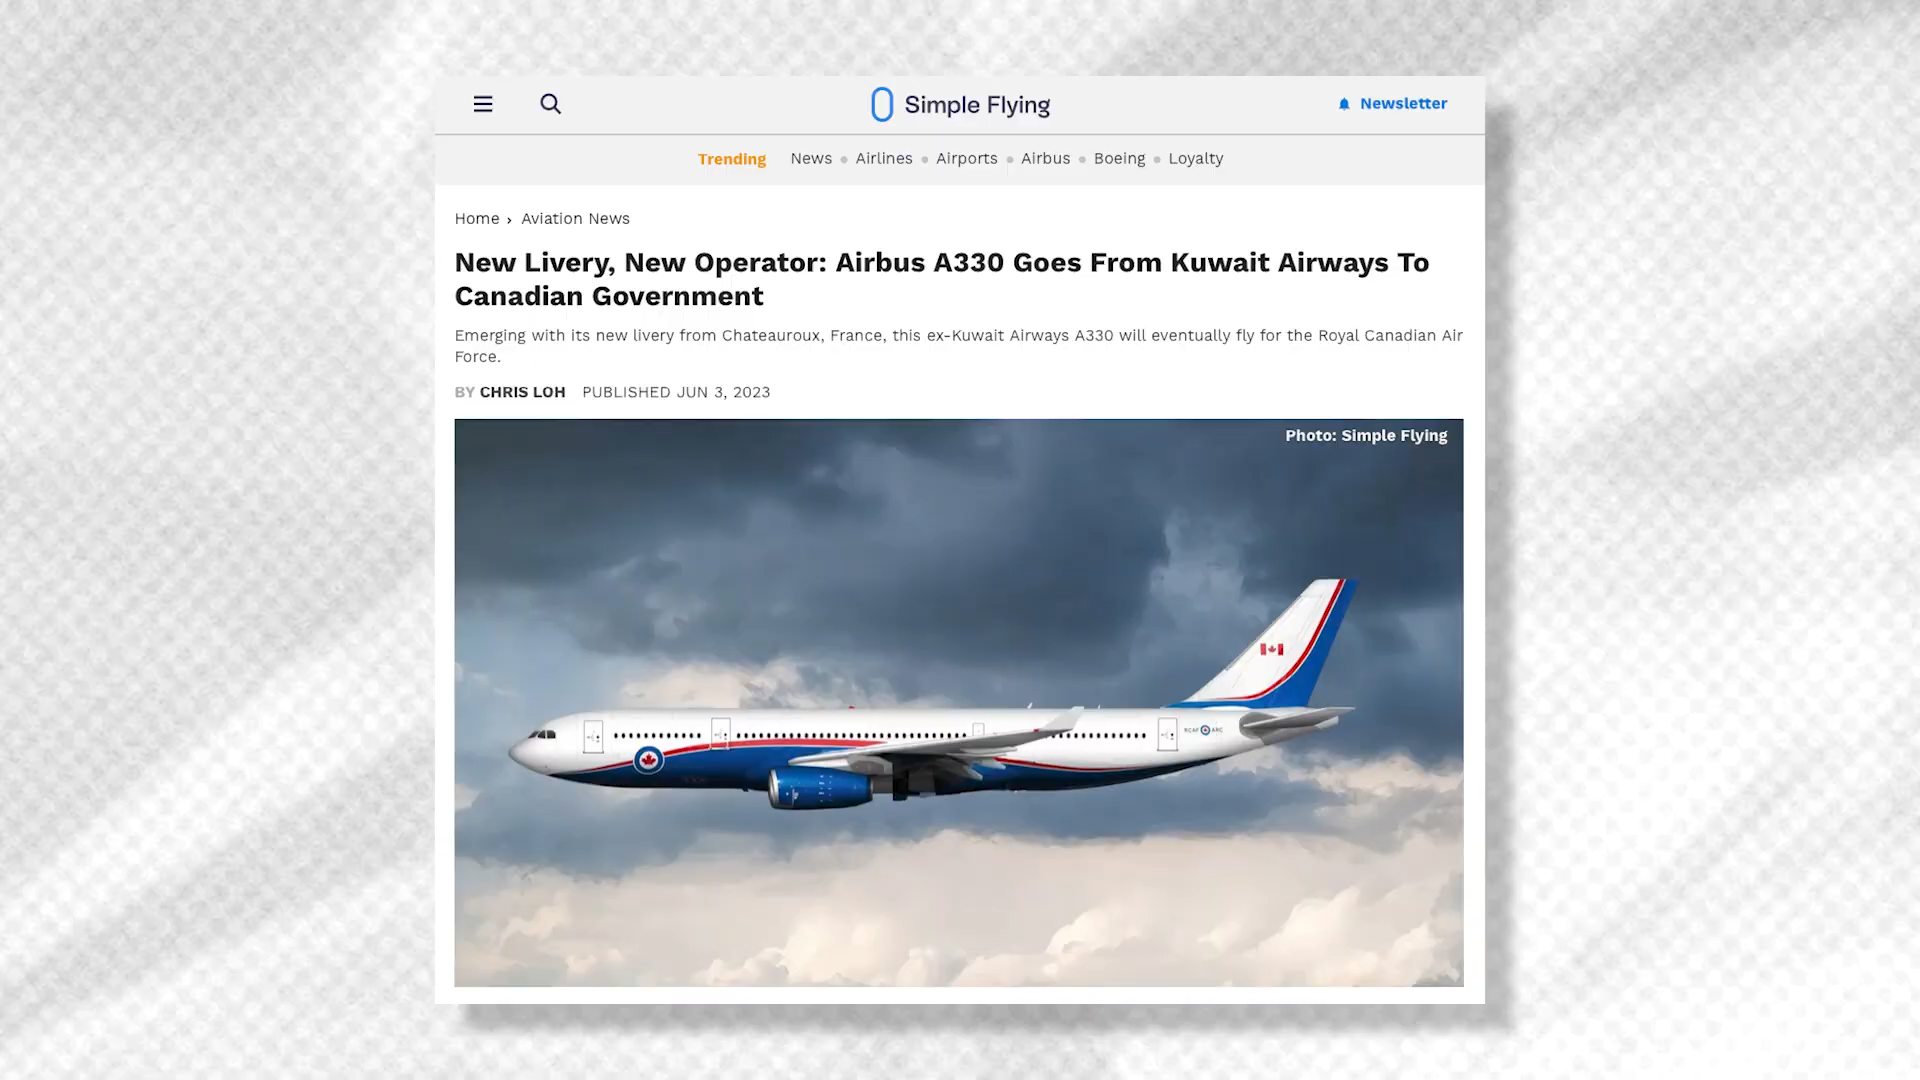 Simple Flying
Newsletter
Trending News Airlines Airports Airbus Boeing Loyalty
Home › Aviation News
New Livery, New Operator: Airbus A330 Goes From Kuwait Airways To
Canadian Government
Emerging with its new livery from Chateauroux, France, this ex-Kuwait Airways A330 will eventually fly for the Royal Canadian Air
Force.
BY CHRIS LOH PUBLISHED JUN 3, 2023
Photo: Simple Flying
RCAF ARC